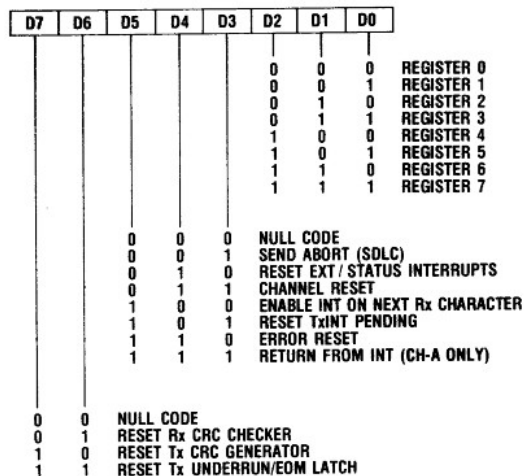 D7 D6 D5 D4 D3 D2 D1 D0
0 0 0 REGISTER 0
0 0 1 REGISTER 1
0 1 0 REGISTER 2
0 1 1 REGISTER 3
1 0 0 REGISTER 4
1 0 1 REGISTER 5
1 1 0 REGISTER 6
1 1 1 REGISTER 7
0 0 0 NULL CODE
0 0 1 SEND ABORT (SDLC)
0 1 0 RESET EXT / STATUS INTERRUPTS
0 1 1 CHANNEL RESET
1 0 0 ENABLE INT ON NEXT Rx CHARACTER
1 0 1 RESET TxINT PENDING
1 1 0 ERROR RESET
1 1 1 RETURN FROM INT (CH-A ONLY)
0 0 NULL CODE
0 1 RESET Rx CRC CHECKER
1 0 RESET Tx CRC GENERATOR
1 1 RESET Tx UNDERRUN/EOM LATCH